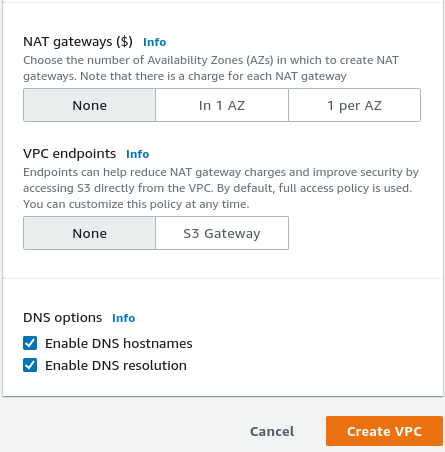 NAT gateways ($) Info
Choose the number of Availability Zones (AZs) in which to create NAT
gateways. Note that there is a charge for each NAT gateway
None In 1 AZ 1 per AZ
VPC endpoints Info
Endpoints can help reduce NAT gateway charges and improve security by
accessing S3 directly from the VPC. By default, full access policy is used.
You can customize this policy at any time.
None S3 Gateway
DNS options Info
Enable DNS hostnames
Enable DNS resolution
Cancel Create VPC